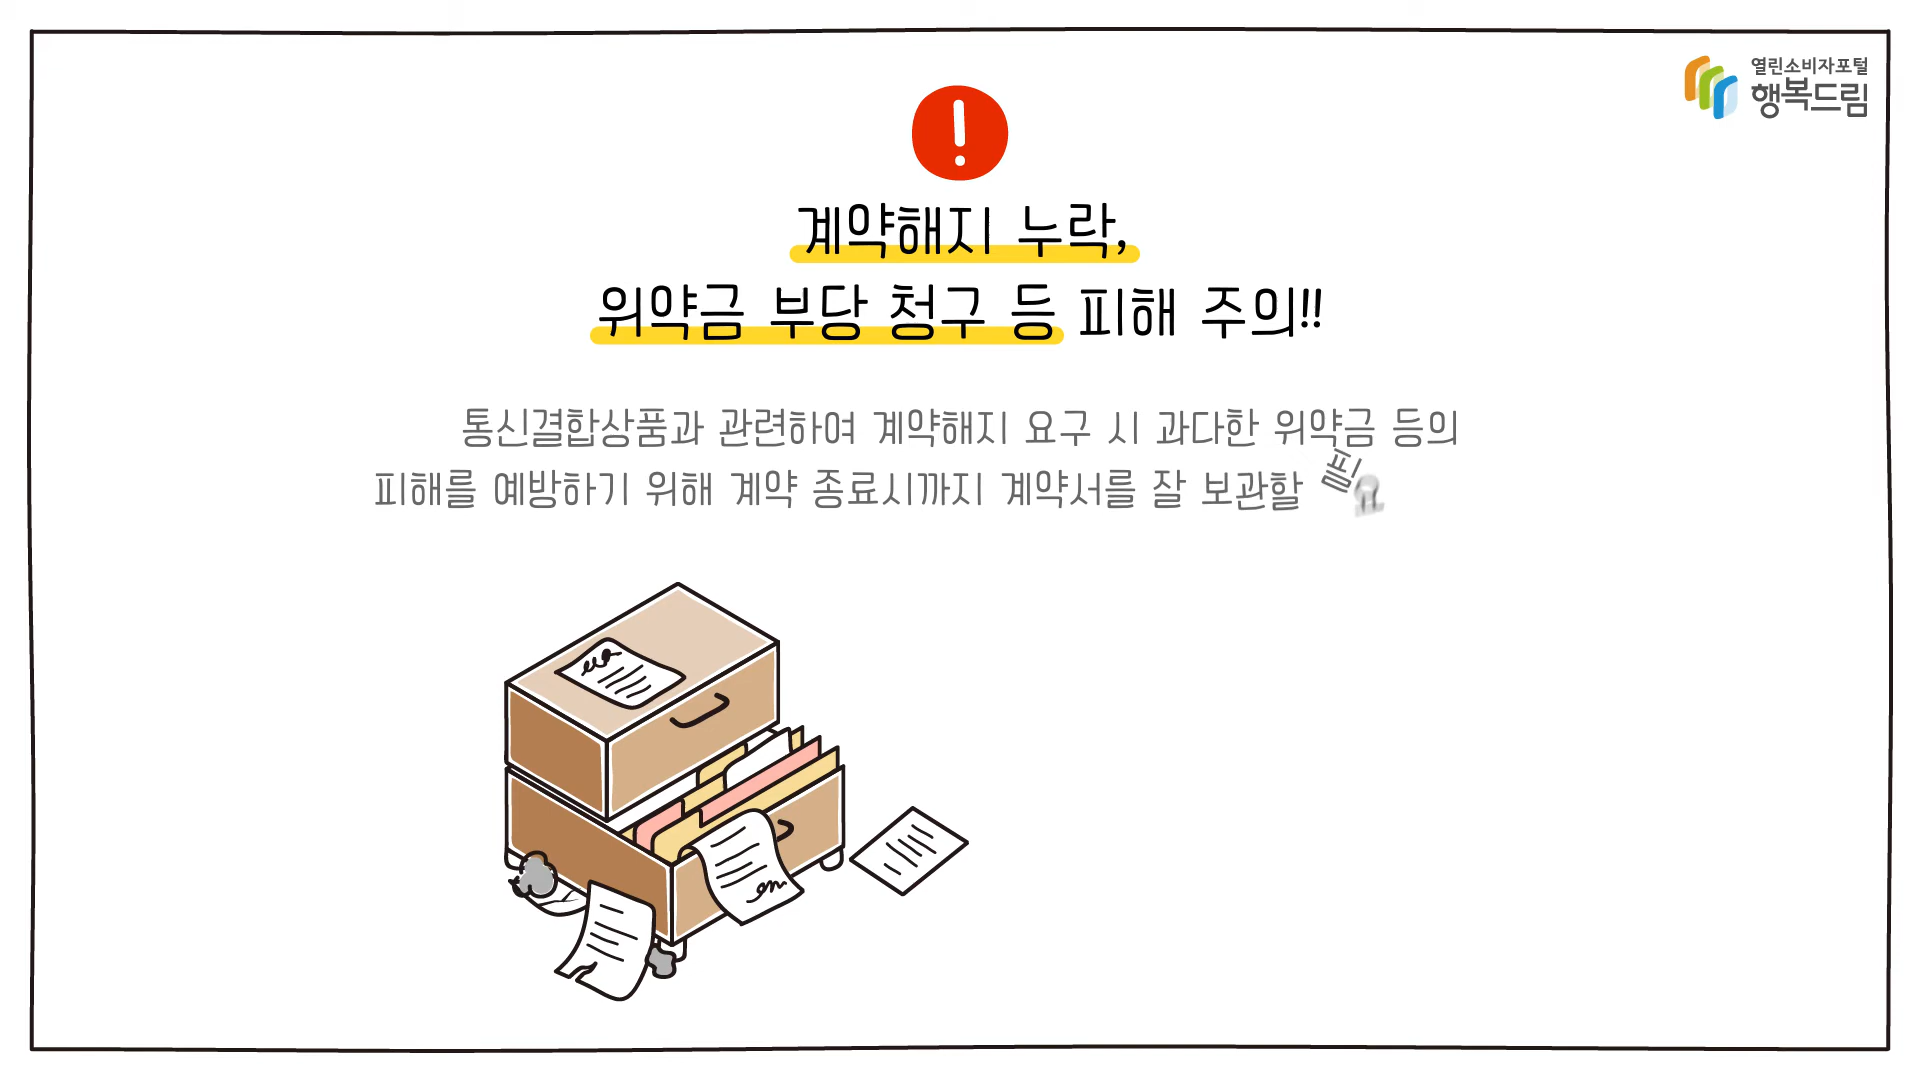 열린소비자포털
행복드림
계약해지 누락,
위약금 부당 청구 등 피해 주의!!
통신결합상품과 관련하여 계약해지 요구 시 과다한 위약금 등의
피해를 예방하기 위해 계약 종료시까지 계약서를 잘 보관할 필요